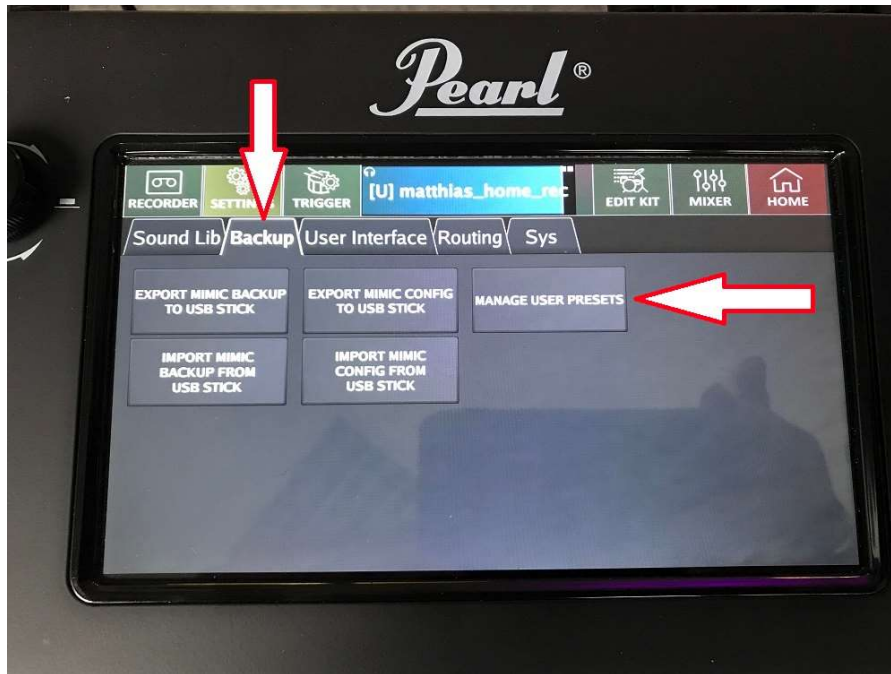 Pearl ®
RECORDER
TRIGGER
[U] matthias_home_rec
EDIT KIT
MIXER
HOME
Sound Lib
Backup
User Interface
Routing
Sys
EXPORT MIMIC BACKUP
TO USB STICK
EXPORT MIMIC CONFIG
TO USB STICK
MANAGE USER PRESETS
IMPORT MIMIC
BACKUP FROM
USB STICK
IMPORT MIMIC
CONFIG FROM
USB STICK